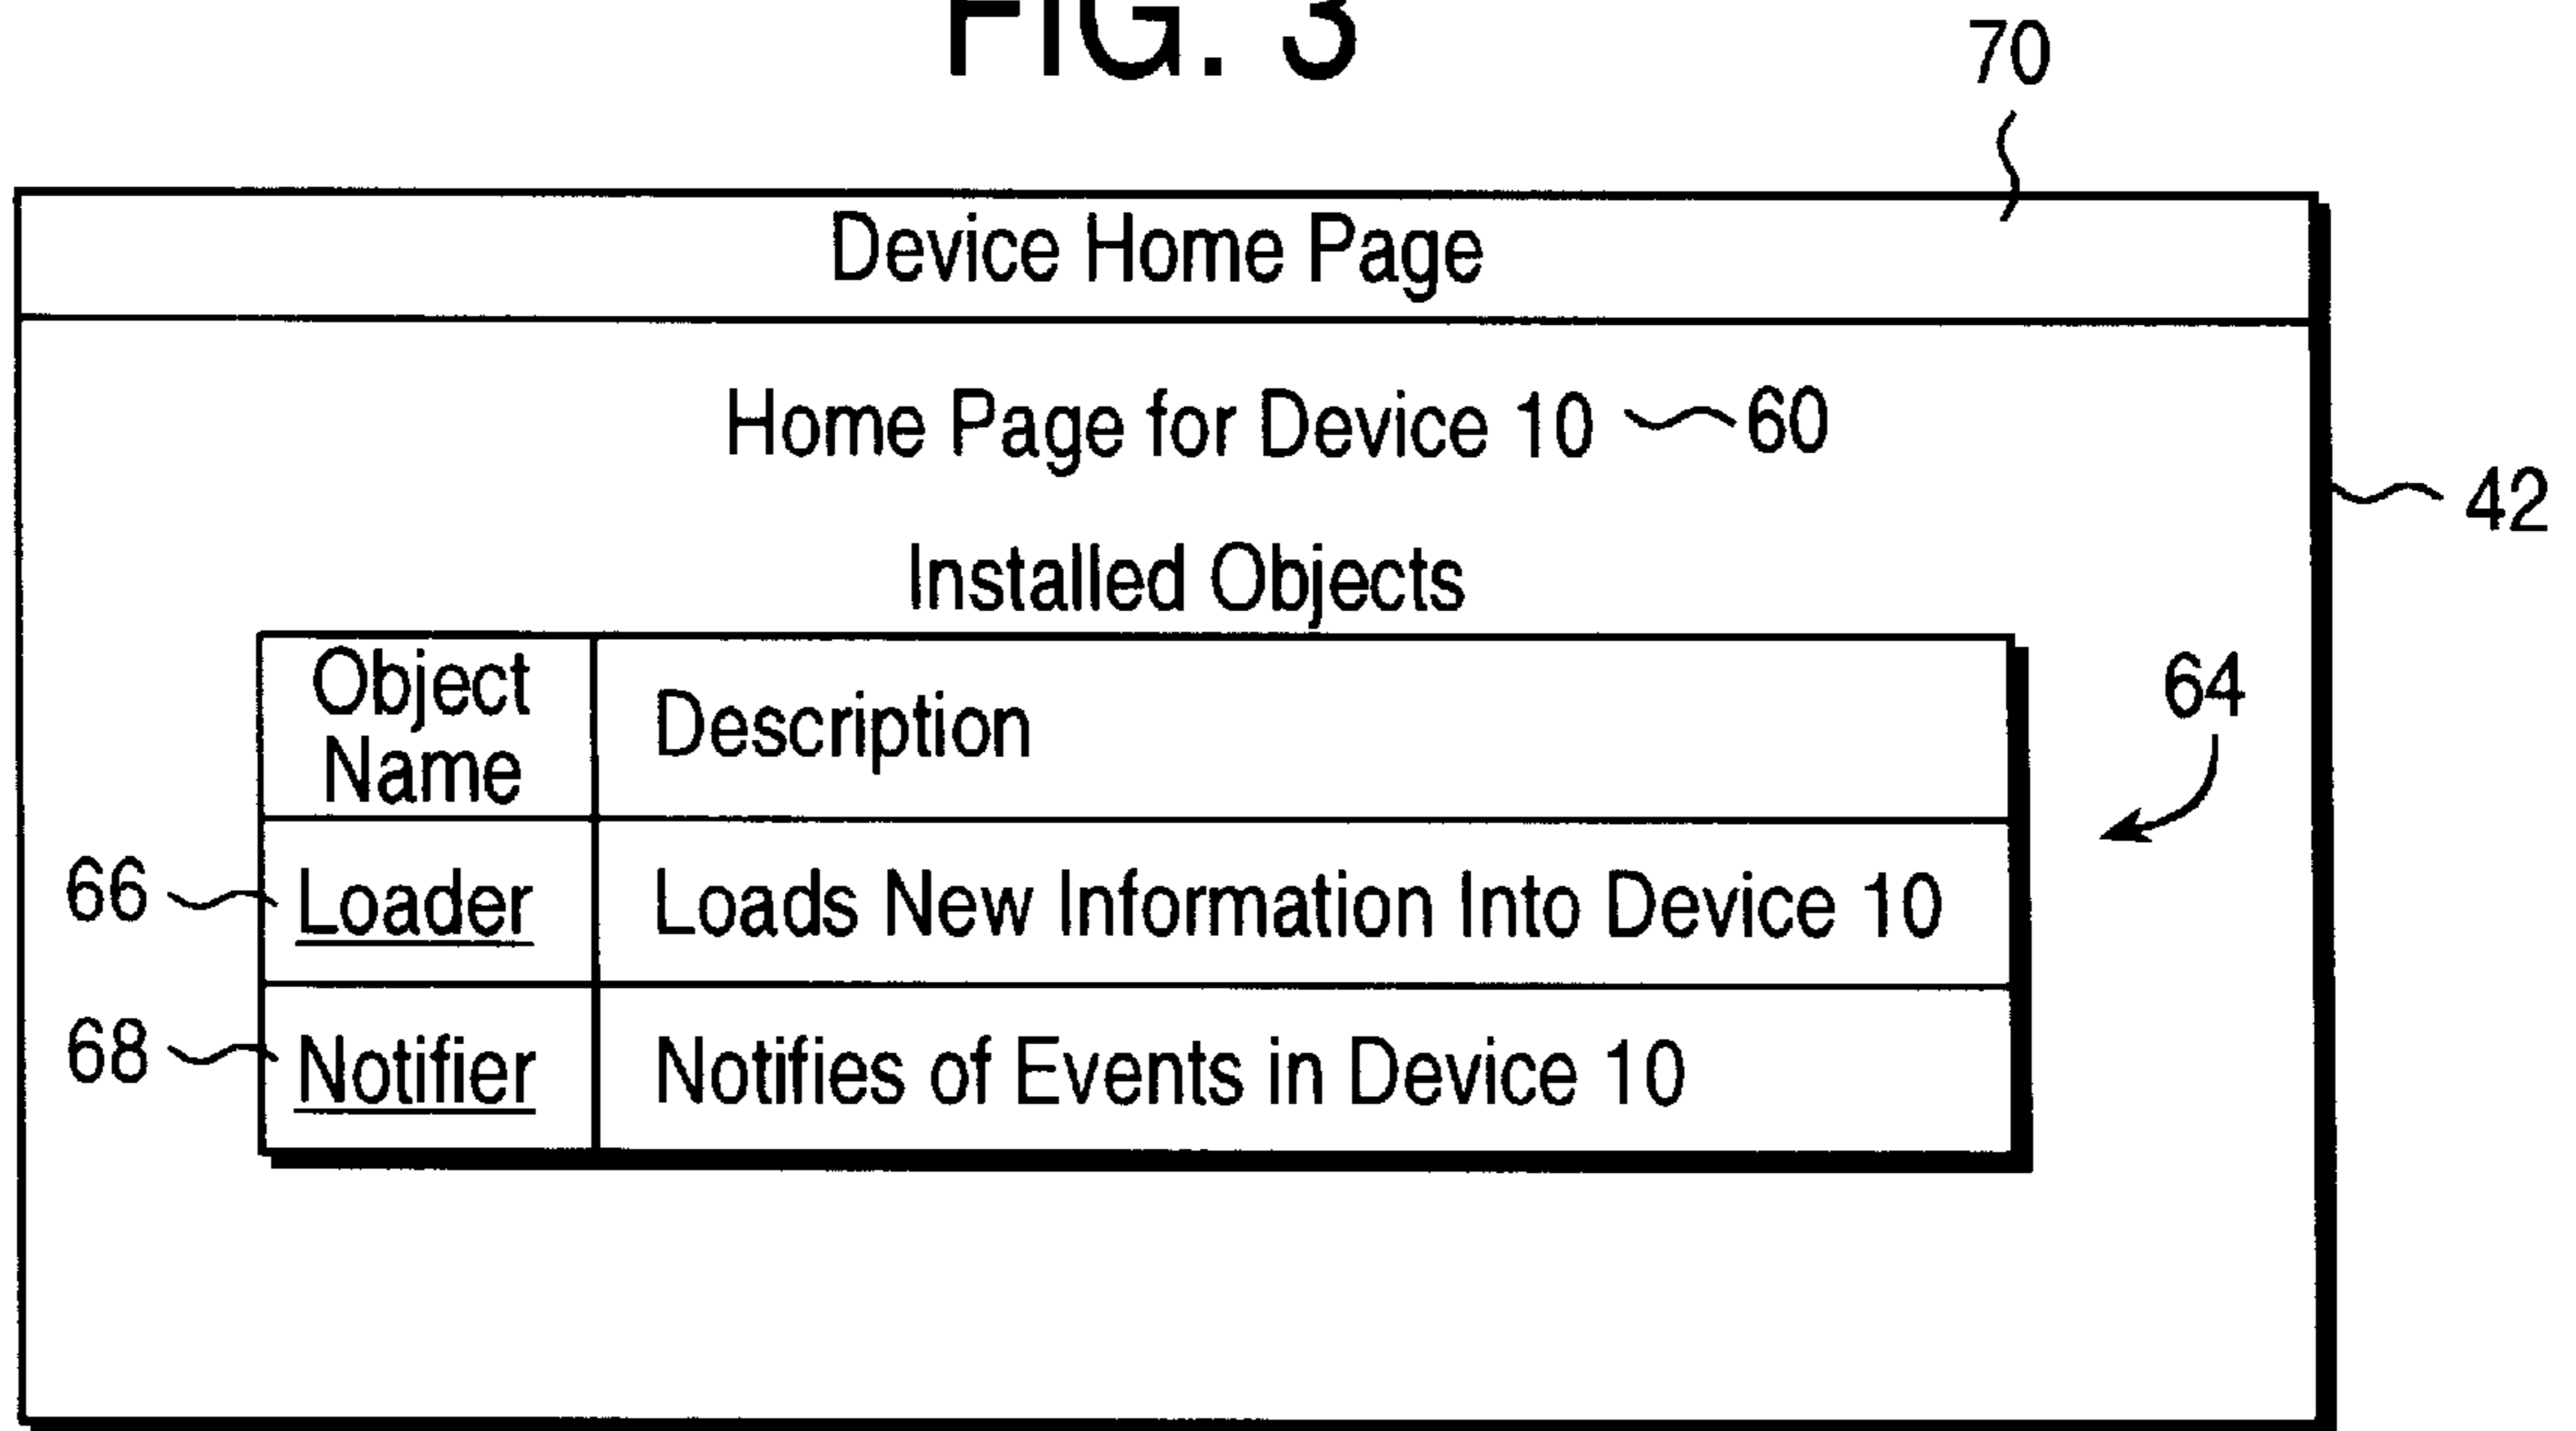 FIG. 3
70
Device Home Page
Home Page for Device 10 60
42
Installed Objects
64
Object
Name
Description
66 Loader Loads New Information Into Device 10
68 Notifier Notifies of Events in Device 10